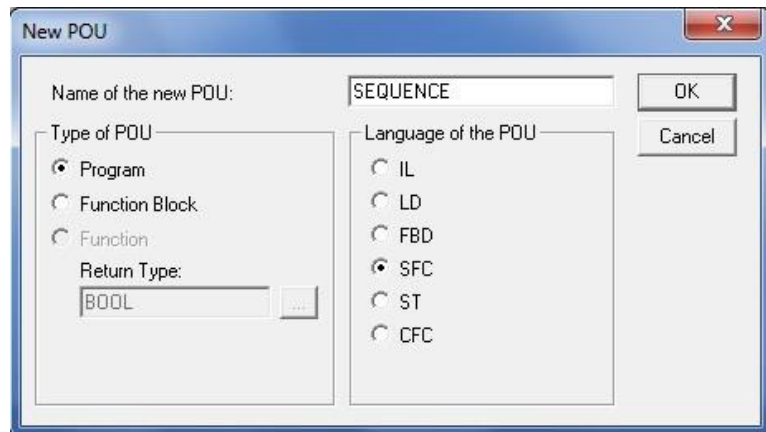 New POU
Name of the new POU:
SEQUENCE
OK
Cancel
Type of POU
Program
Function Block
Function
Return Type:
BOOL
...
Language of the POU
IL
LD
FBD
SFC
ST
CFC